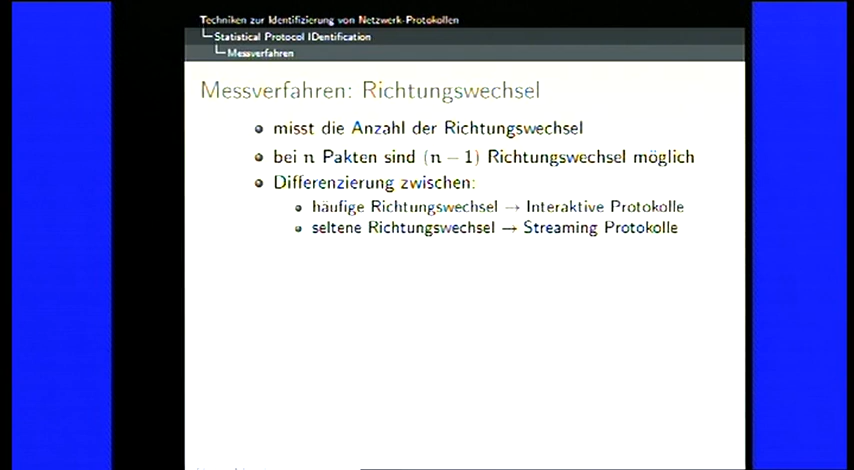 Techniken zur Identifizierung von Netzwerk-Protokollen
Statistical Protocol IDentification
Messverfahren
Messverfahren: Richtungswechsel
misst die Anzahl der Richtungswechsel
bei n Pakten sind (n − 1) Richtungswechsel möglich
Differenzierung zwischen:
häufige Richtungswechsel → Interaktive Protokolle
seltene Richtungswechsel → Streaming Protokolle